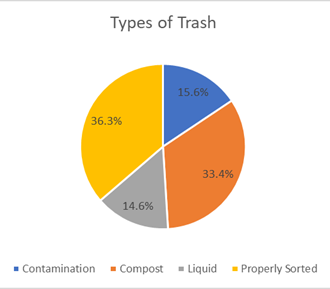 Types of Trash
15.6%
36.3%
33.4%
14.6%
Contamination Compost Liquid Properly Sorted